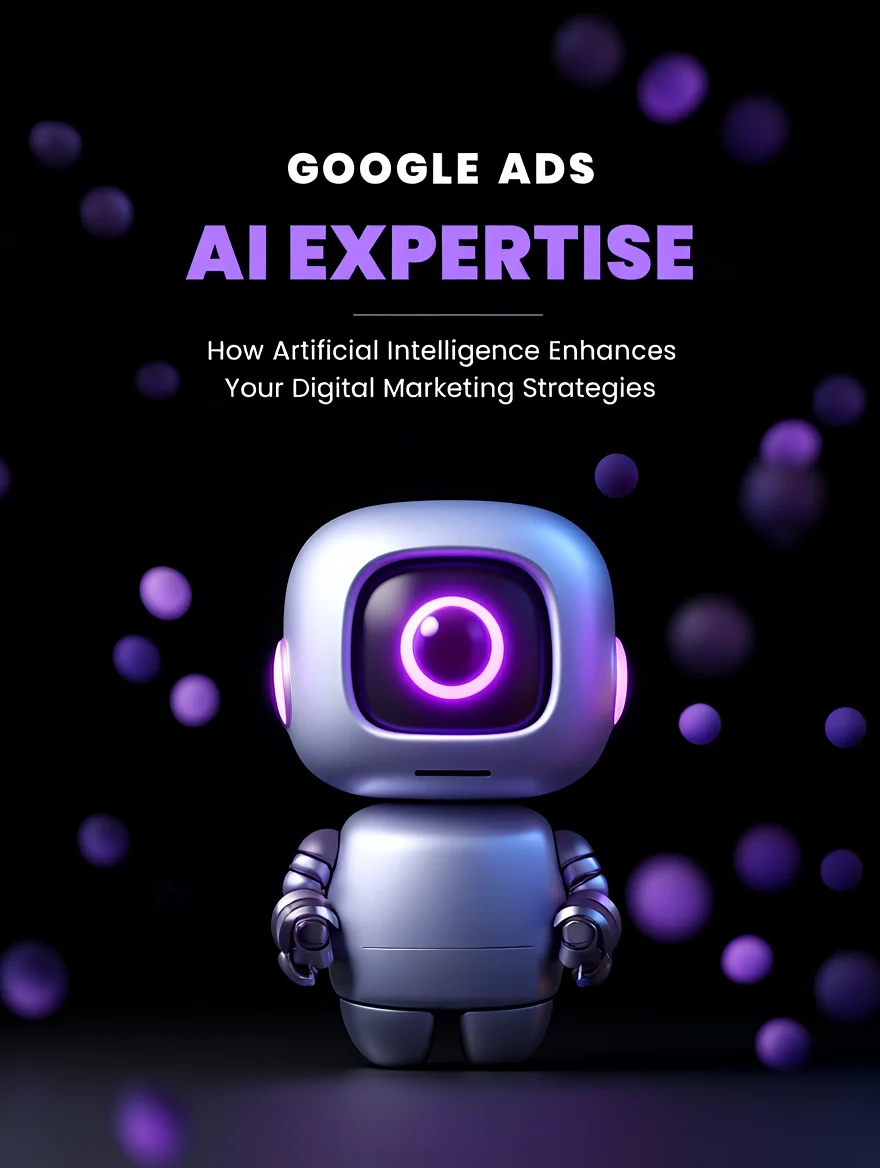 GOOGLE ADS
AI EXPERTISE
How Artificial Intelligence Enhances
Your Digital Marketing Strategies